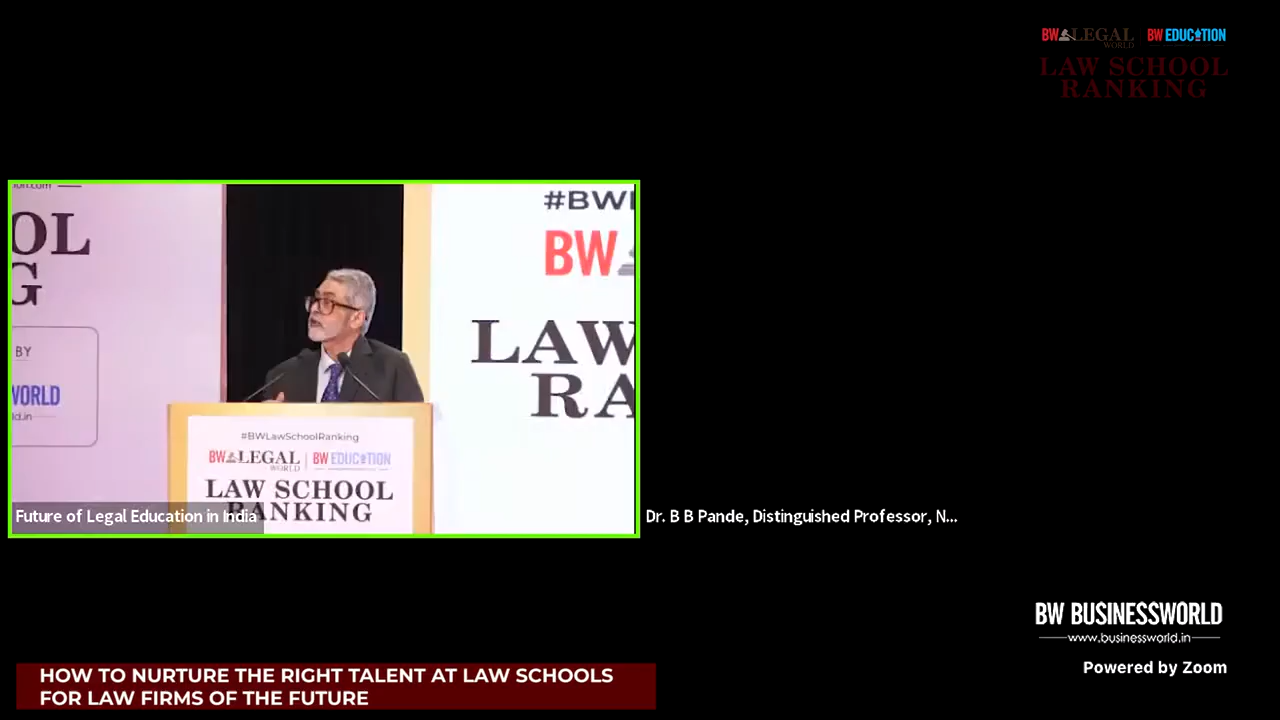 BW LEGAL WORLD BW EDUCATION
LAW SCHOOL
RANKING
OL
G
BY
WORLD
ld.in
#BW
BW
LAW
RA
#BWLawSchoolRanking
BW LEGAL WORLD | BW EDUCATION
LAW SCHOOL
RANKING
Future of Legal Education in India
Dr. B B Pande, Distinguished Professor, N...
BW BUSINESSWORLD
www.businessworld.in
Powered by Zoom
HOW TO NURTURE THE RIGHT TALENT AT LAW SCHOOLS
FOR LAW FIRMS OF THE FUTURE